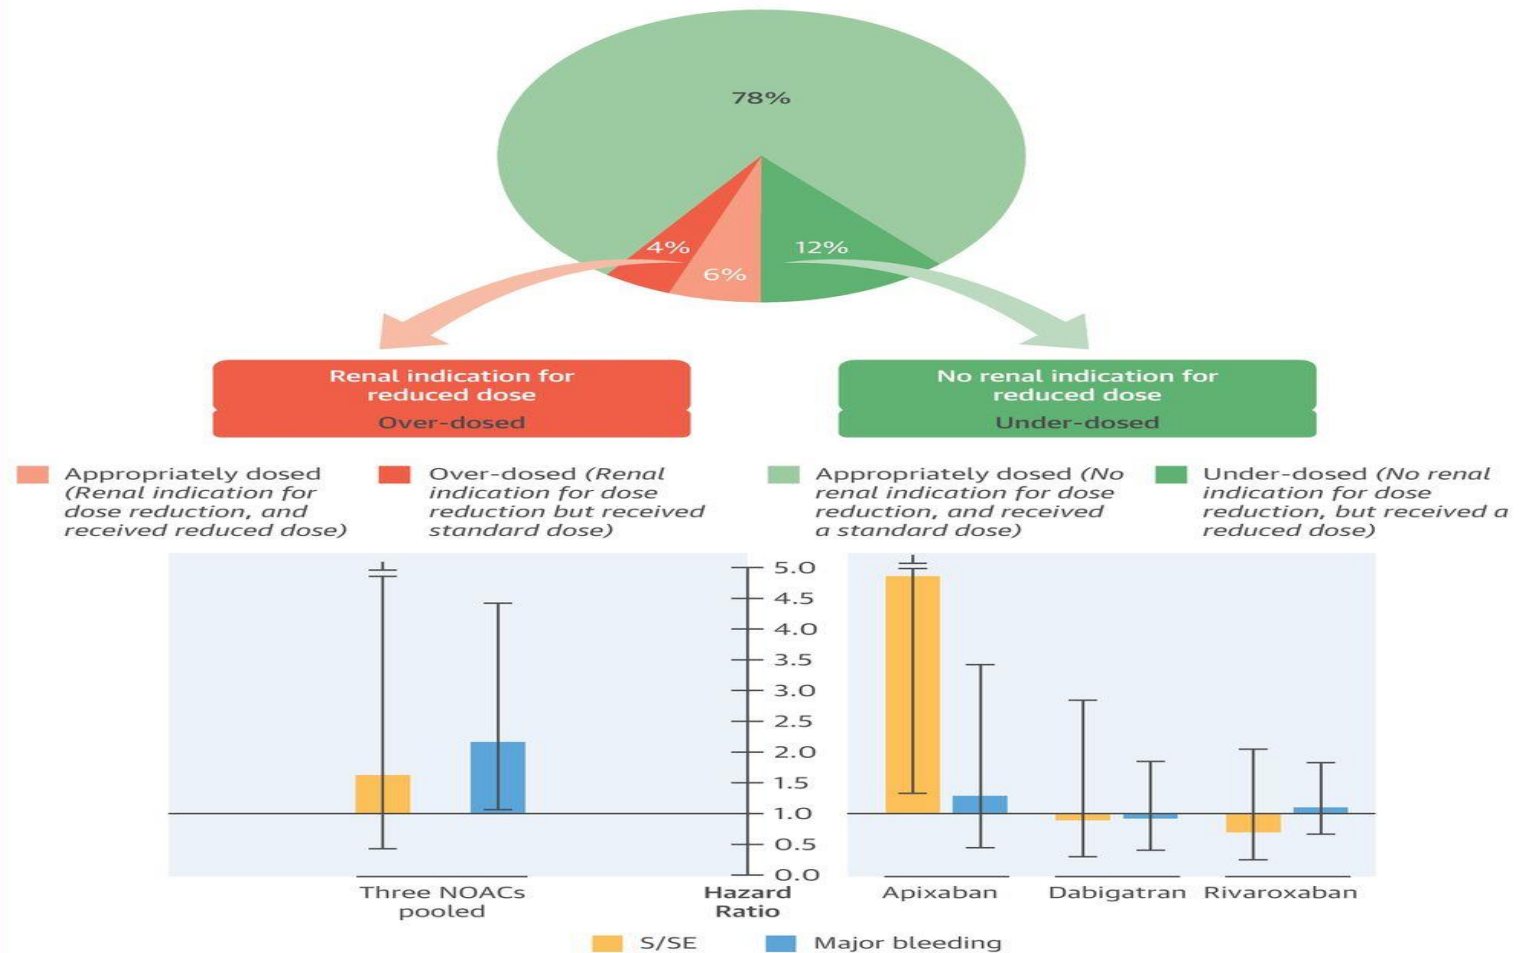 78%
4%
12%
6%
Renal indication for
reduced dose
Over-dosed
No renal indication for
reduced dose
Under-dosed
Appropriately dosed
(Renal indication for
dose reduction, and
received reduced dose)
Over-dosed (Renal
indication for dose
reduction but received
standard dose)
Appropriately dosed (No
renal indication for dose
reduction, and received
a standard dose)
Under-dosed (No renal
indication for dose
reduction, but received a
reduced dose)
5.0
4.5
4.0
3.5
3.0
2.5
2.0
1.5
1.0
0.5
0.0
Three NOACs
pooled
Hazard
Ratio
Apixaban
Dabigatran
Rivaroxaban
S/SE
Major bleeding